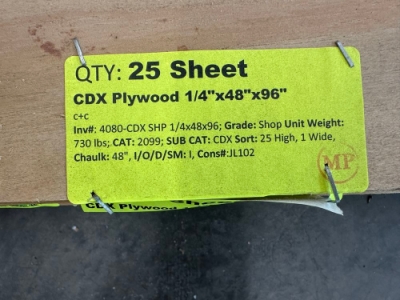 QTY: 25 Sheet
CDX Plywood 1/4"x48"x96"
c+c
Inv#: 4080-CDX SHP 1/4x48x96; Grade: Shop Unit Weight:
730 lbs; CAT: 2099; SUB CAT: CDX Sort: 25 High, 1 Wide,
Chaulk: 48", I/O/D/SM: I, Cons#:JL102
MP
Sheet
CDX Plywood